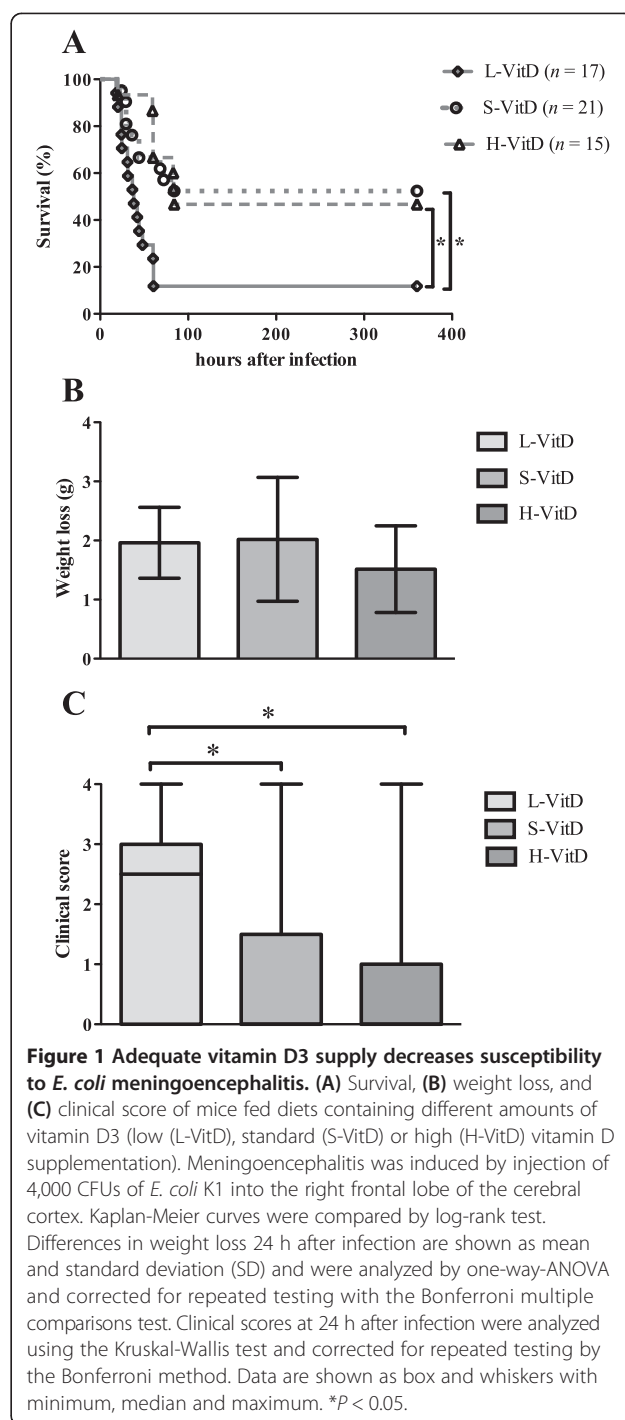 A
L-VitD (n = 17)
S-VitD (n = 21)
H-VitD (n = 15)
100
80
60
40
20
0
Survival (%)
* *
0 100 200 300 400
hours after infection
B
4
3
2
1
0
Weight loss (g)
L-VitD
S-VitD
H-VitD
C
*
*
4
3
2
1
0
Clinical score
L-VitD
S-VitD
H-VitD
Figure 1 Adequate vitamin D3 supply decreases susceptibility
to E. coli meningoencephalitis. (A) Survival, (B) weight loss, and
(C) clinical score of mice fed diets containing different amounts of
vitamin D3 (low (L-VitD), standard (S-VitD) or high (H-VitD) vitamin D
supplementation). Meningoencephalitis was induced by injection of
4,000 CFUs of E. coli K1 into the right frontal lobe of the cerebral
cortex. Kaplan-Meier curves were compared by log-rank test.
Differences in weight loss 24 h after infection are shown as mean
and standard deviation (SD) and were analyzed by one-way-ANOVA
and corrected for repeated testing with the Bonferroni multiple
comparisons test. Clinical scores at 24 h after infection were analyzed
using the Kruskal-Wallis test and corrected for repeated testing by
the Bonferroni method. Data are shown as box and whiskers with
minimum, median and maximum. *P < 0.05.